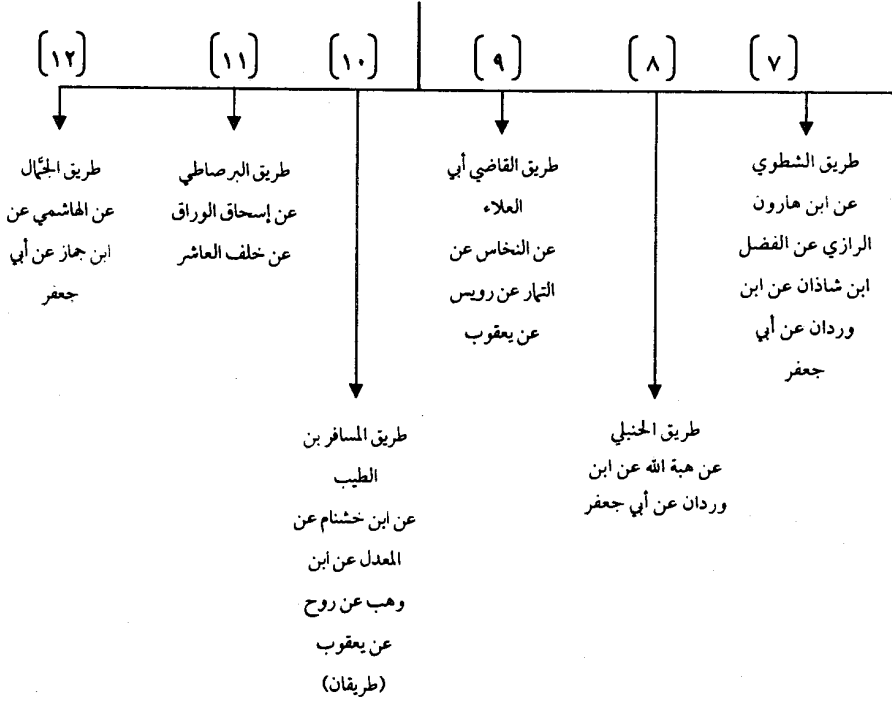 [٧]
طريق الشطوي
عن ابن هارون
الرازي عن الفضل
ابن شاذان عن ابن
وردان عن أبي
جعفر
[٨]
طريق الحنبلي
عن هبة الله عن ابن
وردان عن أبي جعفر
[٩]
طريق القاضي أبي
العلاء
عن النخاس عن
التمار عن رويس
عن يعقوب
[١٠]
طريق المسافر بن
الطيب
عن ابن خشنام عن
المعدل عن ابن
وهب عن روح
عن يعقوب
(طريقان)
[١١]
طريق البرصاطي
عن إسحاق الوراق
عن خلف العاشر
[١٢]
طريق الجَّمال
عن الهاشمي عن
ابن جماز عن أبي
جعفر